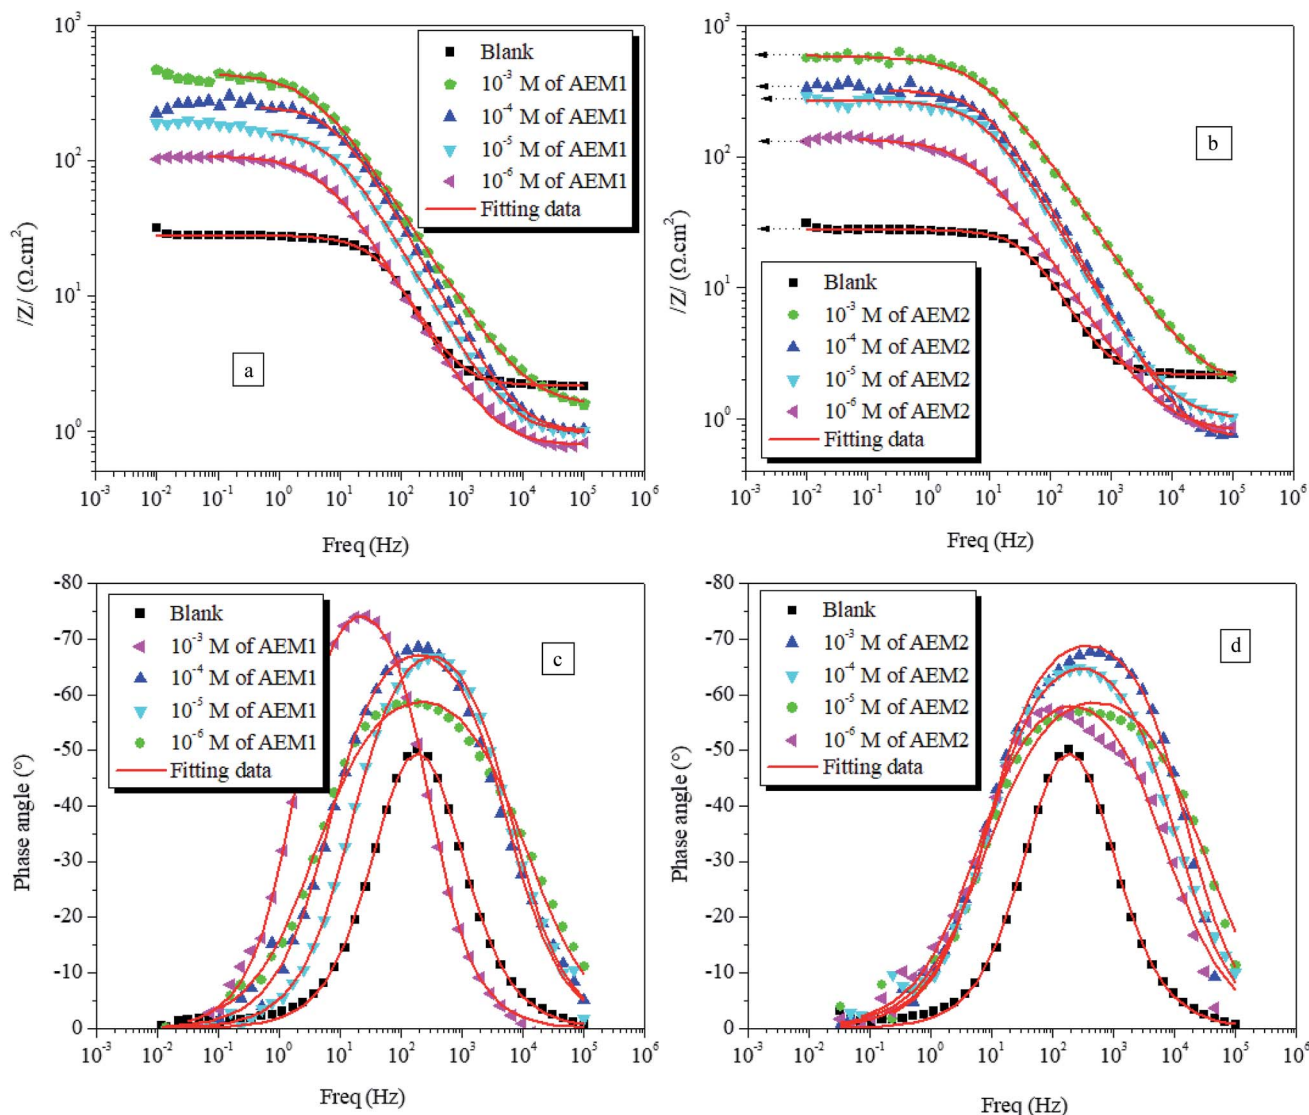 10³
10²
10¹
10⁰
/Z/ (Ω.cm²)
Blank
10⁻³ M of AEM1
10⁻⁴ M of AEM1
10⁻⁵ M of AEM1
10⁻⁶ M of AEM1
Fitting data
a
10⁻³ 10⁻² 10⁻¹ 10⁰ 10¹ 10² 10³ 10⁴ 10⁵ 10⁶
Freq (Hz)
10³
10²
10¹
10⁰
/Z/ (Ω.cm²)
b
Blank
10⁻³ M of AEM2
10⁻⁴ M of AEM2
10⁻⁵ M of AEM2
10⁻⁶ M of AEM2
Fitting data
10⁻³ 10⁻² 10⁻¹ 10⁰ 10¹ 10² 10³ 10⁴ 10⁵ 10⁶
Freq (Hz)
-80
-70
-60
-50
-40
-30
-20
-10
0
Phase angle (°)
Blank
10⁻³ M of AEM1
10⁻⁴ M of AEM1
10⁻⁵ M of AEM1
10⁻⁶ M of AEM1
Fitting data
c
10⁻³ 10⁻² 10⁻¹ 10⁰ 10¹ 10² 10³ 10⁴ 10⁵ 10⁶
Freq (Hz)
-80
-70
-60
-50
-40
-30
-20
-10
0
Phase angle (°)
Blank
10⁻³ M of AEM2
10⁻⁴ M of AEM2
10⁻⁵ M of AEM2
10⁻⁶ M of AEM2
Fitting data
d
10⁻³ 10⁻² 10⁻¹ 10⁰ 10¹ 10² 10³ 10⁴ 10⁵ 10⁶
Freq (Hz)